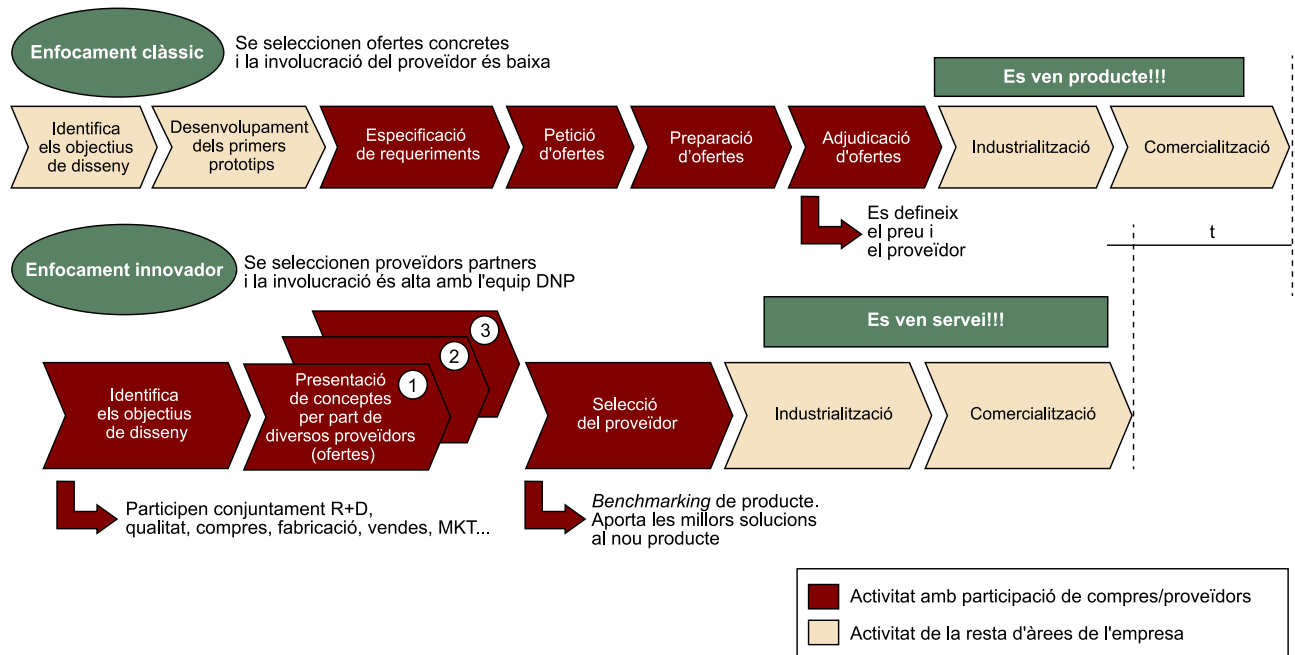 Enfocament clàssic
Se seleccionen ofertes concretes
i la involucració del proveïdor és baixa
Es ven producte!!!
Identifica
els objectius
de disseny
Desenvolupament
dels primers
prototips
Especificació
de requeriments
Petició
d'ofertes
Preparació
d'ofertes
Adjudicació
d'ofertes
Industrialització
Comercialització
Es defineix
el preu i
el proveïdor
t
Enfocament innovador
Se seleccionen proveïdors partners
i la involucració és alta amb l'equip DNP
Es ven servei!!!
Identifica
els objectius
de disseny
3
2
1
Presentació
de conceptes
per part de
diversos proveïdors
(ofertes)
Selecció
del proveïdor
Industrialització
Comercialització
Participen conjuntament R+D,
qualitat, compres, fabricació, vendes, MKT...
Benchmarking de producte.
Aporta les millors solucions
al nou producte
Activitat amb participació de compres/proveïdors
Activitat de la resta d'àrees de l'empresa